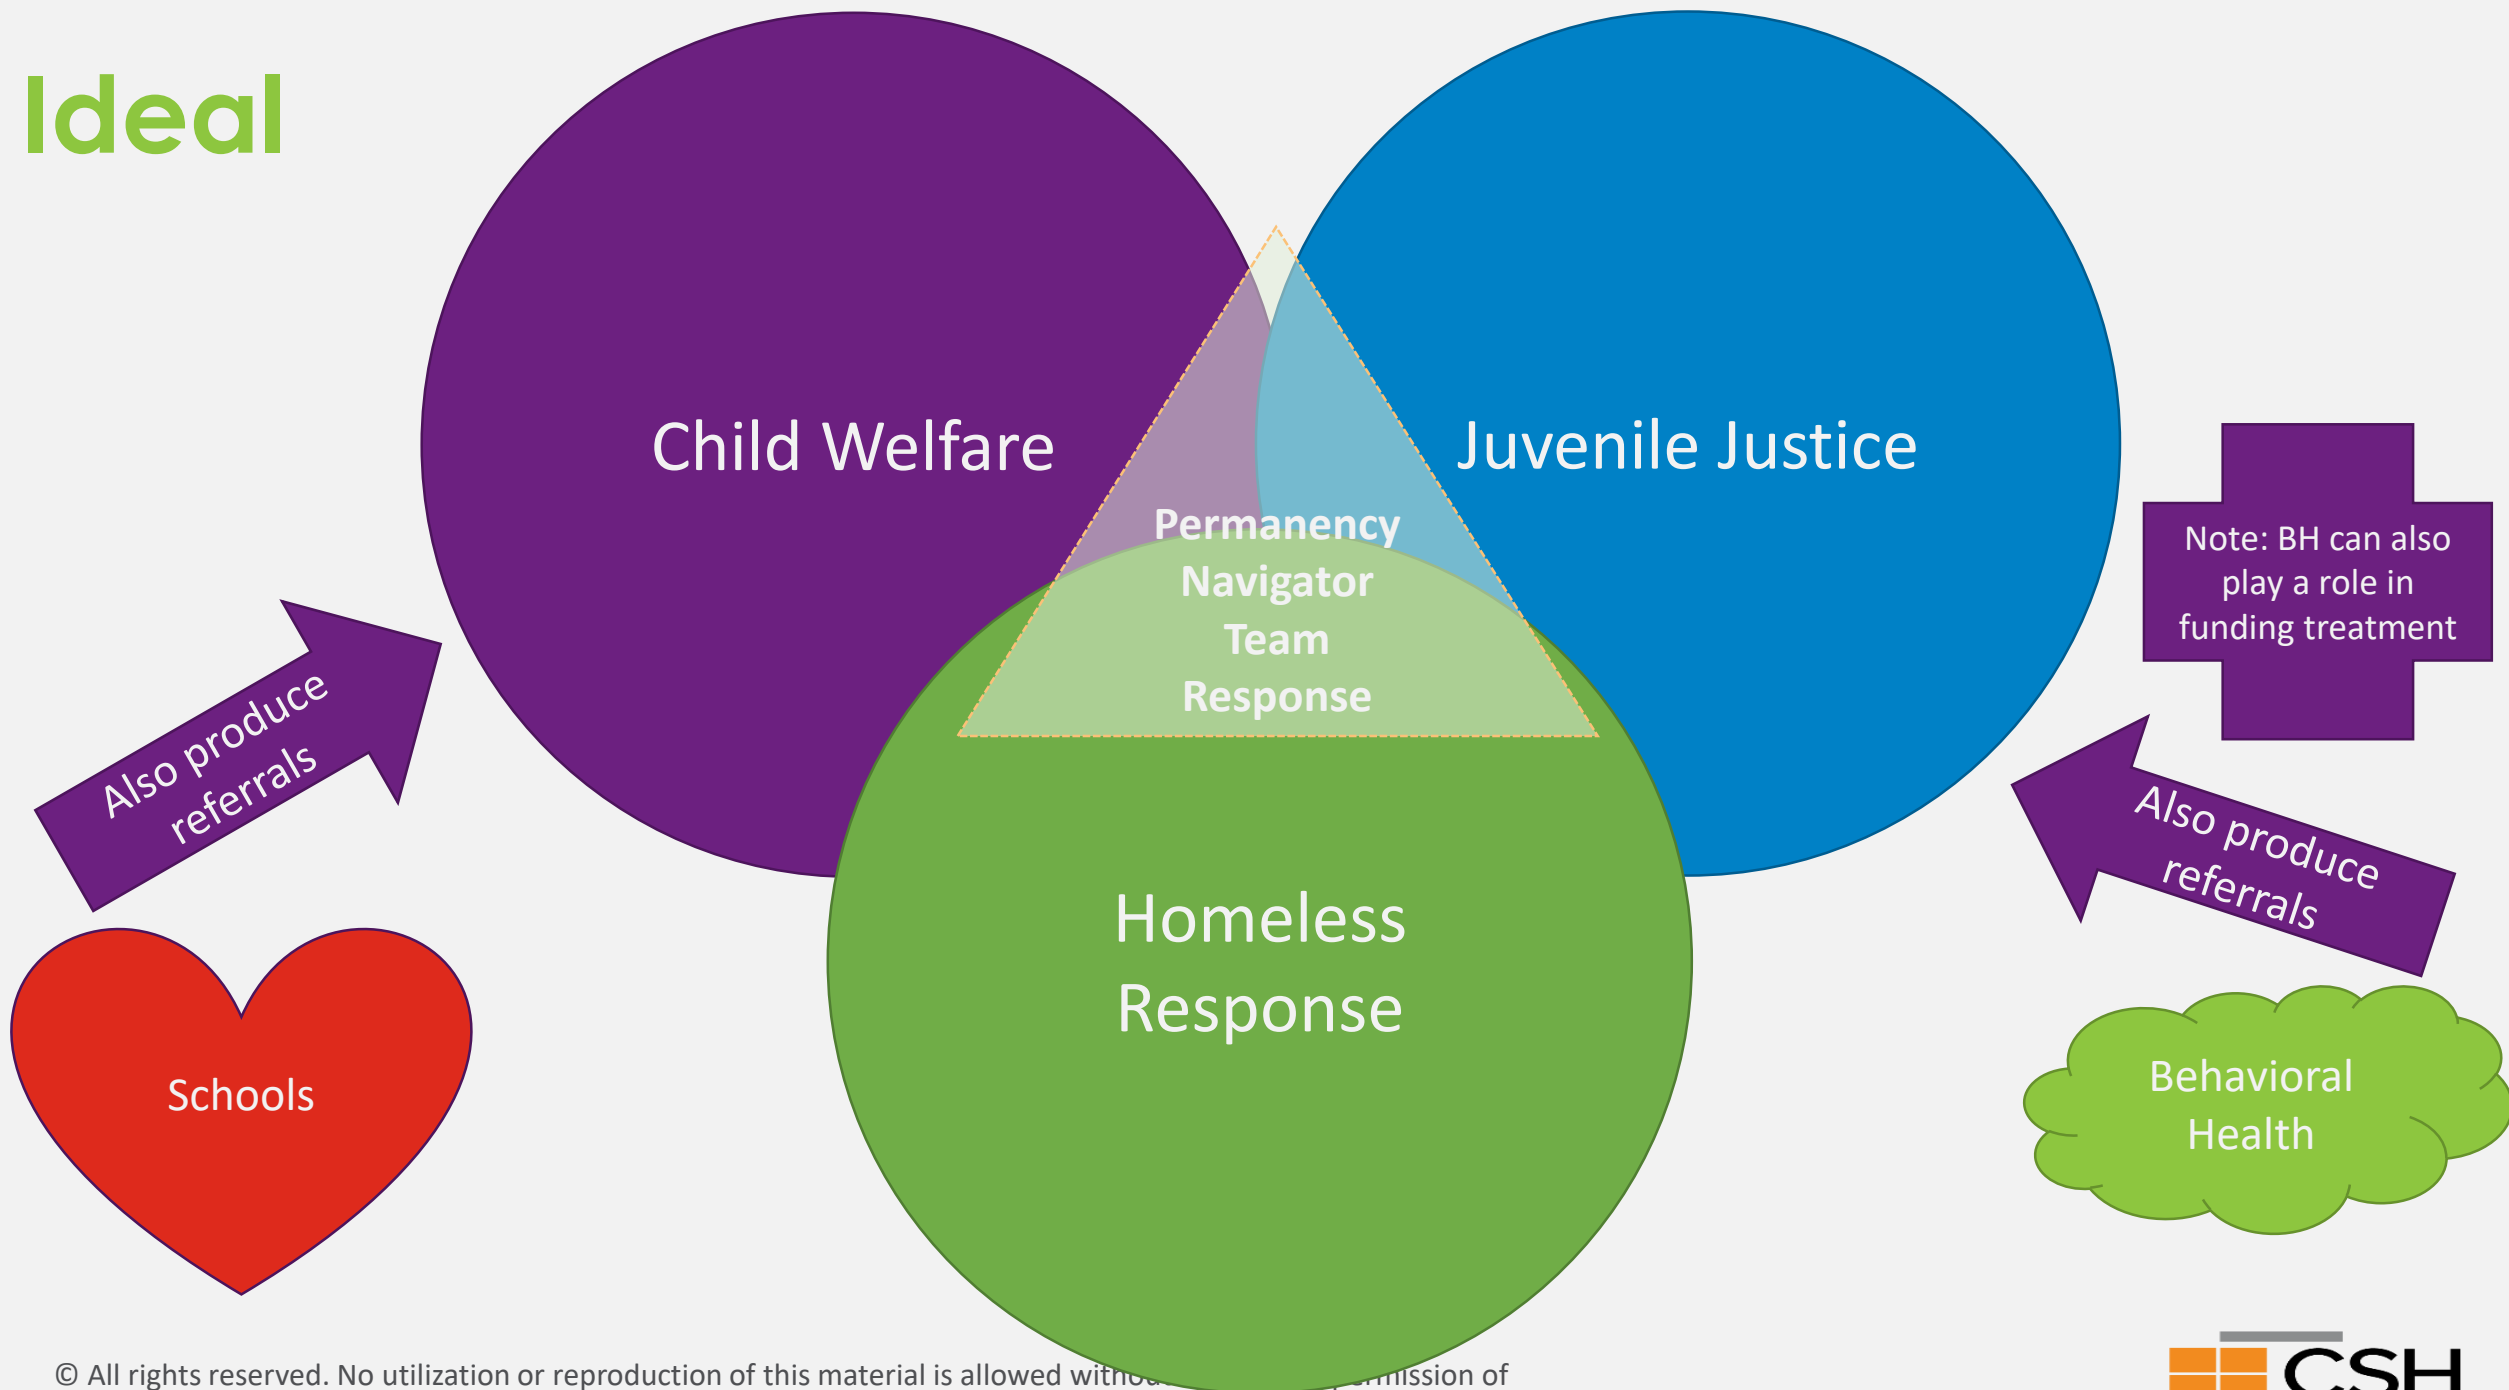 Ideal
Child Welfare
Juvenile Justice
Permanency
Navigator
Team
Response
Note: BH can also
play a role in
funding treatment
Also produce
referrals
Also produce
referrals
Homeless
Response
Schools
Behavioral
Health
© All rights reserved. No utilization or reproduction of this material is allowed of
CSH